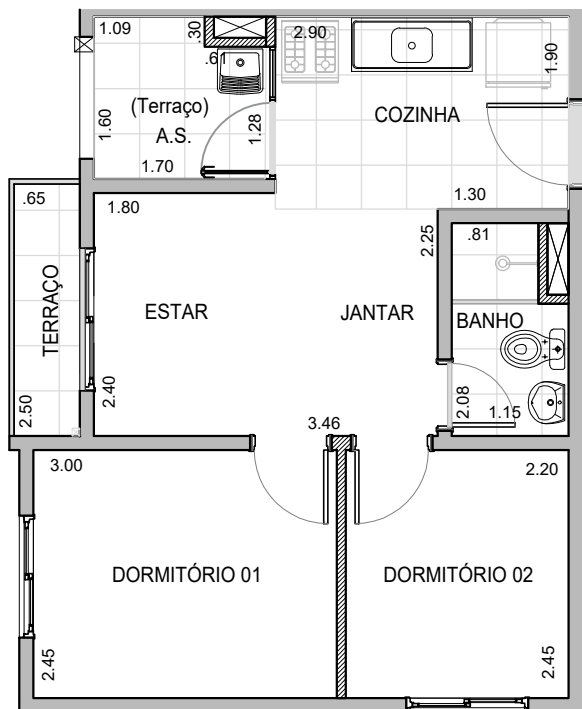 1.09
.30
2.90
1.90
.61
(Terraço)
A.S.
COZINHA
1.60
1.28
1.70
.65
1.80
1.30
2.25
.81
TERRAÇO
ESTAR
JANTAR
BANHO
2.50
2.40
2.08
1.15
3.46
3.00
2.20
DORMITÓRIO 01
DORMITÓRIO 02
2.45
2.45